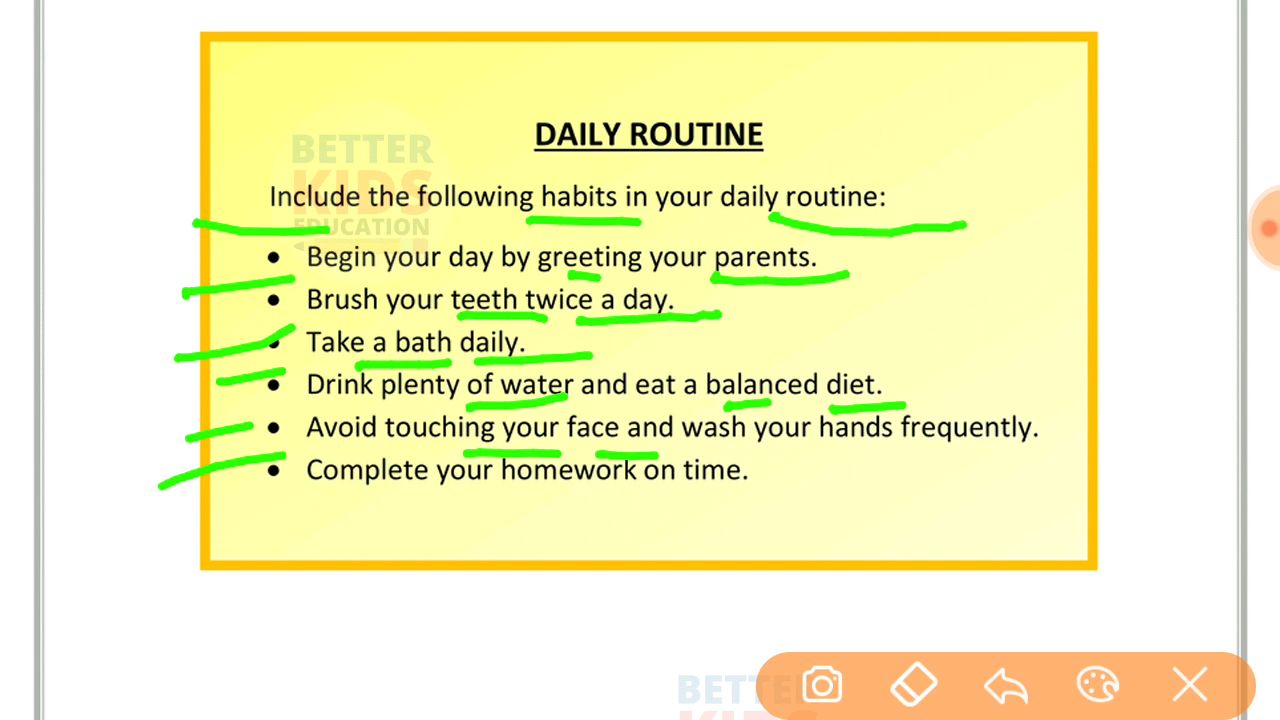 BETTER
KIDS
EDUCATION
DAILY ROUTINE
Include the following habits in your daily routine:
• Begin your day by greeting your parents.
• Brush your teeth twice a day.
• Take a bath daily.
• Drink plenty of water and eat a balanced diet.
• Avoid touching your face and wash your hands frequently.
• Complete your homework on time.
BETTER
KIDS